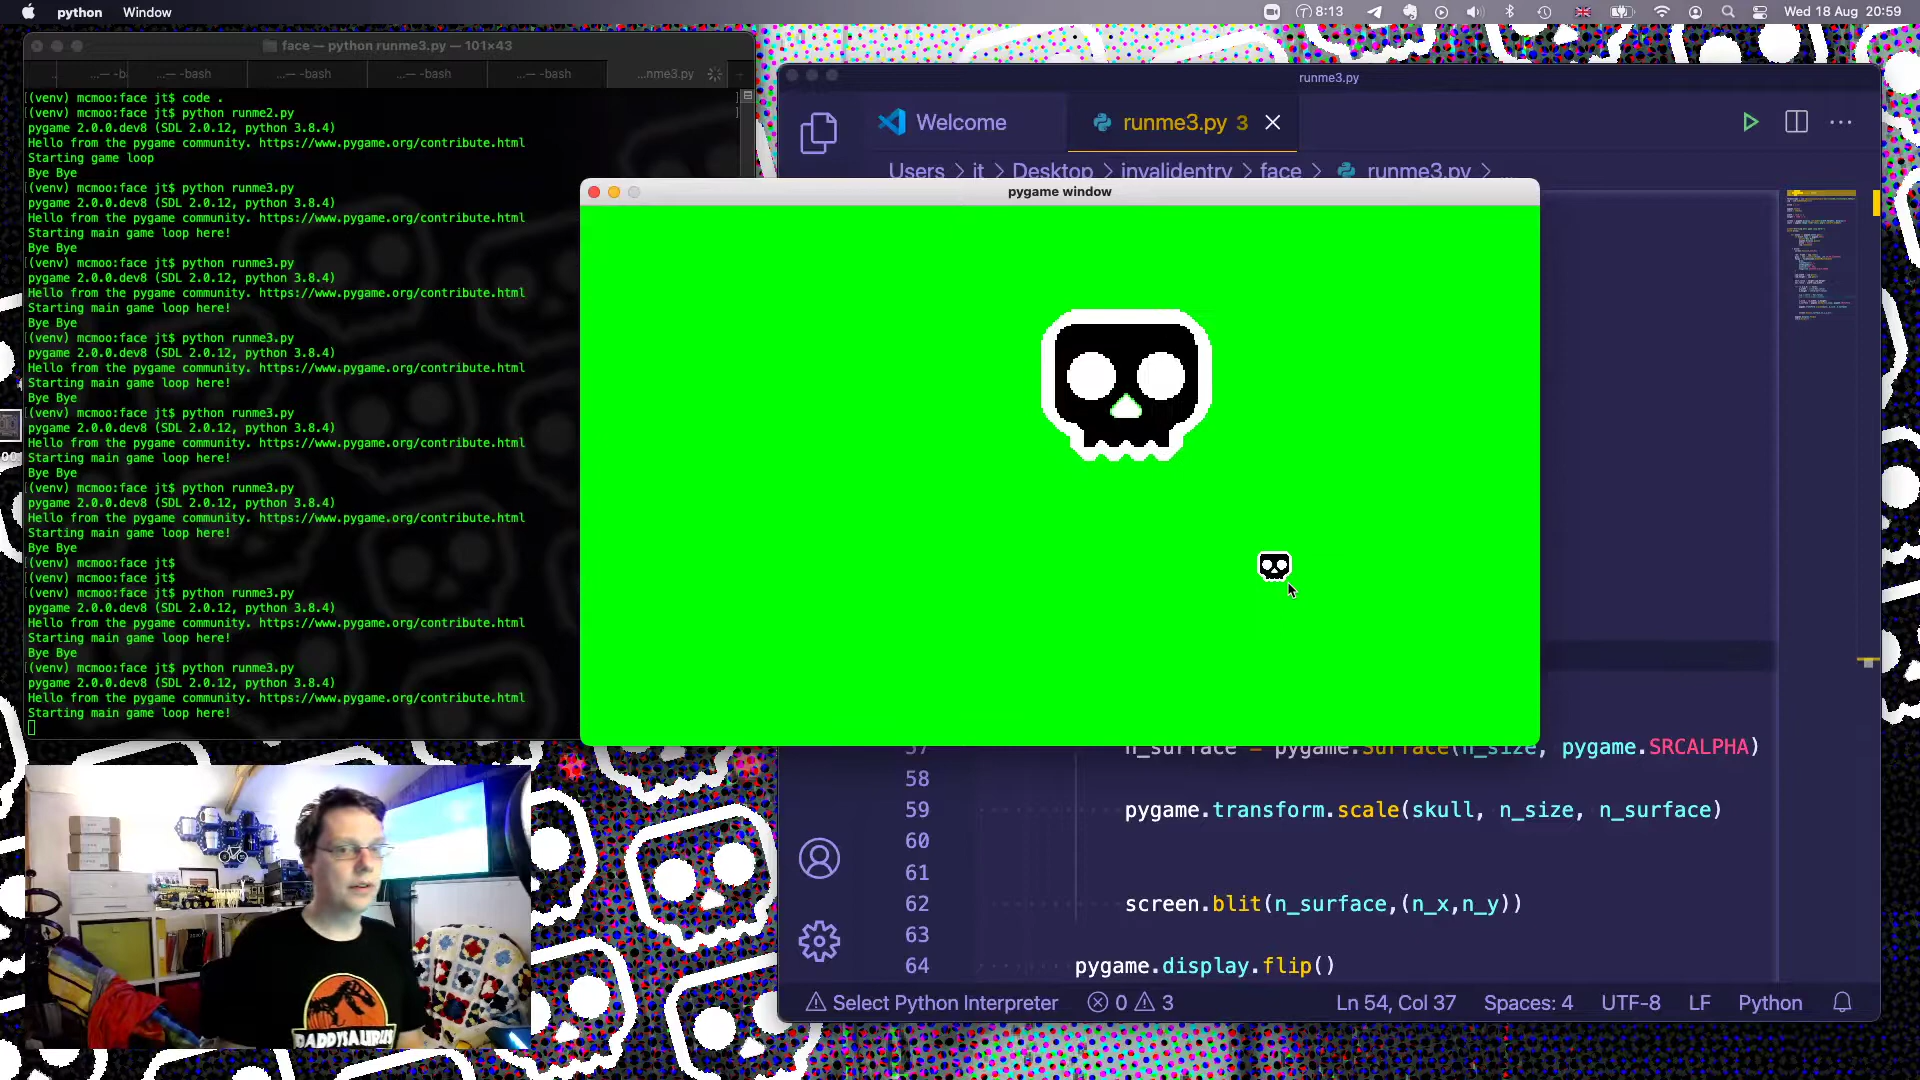 python Window
8:13 Wed 18 Aug 20:59
face — python runme3.py — 101×43
...— -bash
...— -bash
...— -bash
...— -bash
...nme3.py
(venv) mcmoo:face jt$ code .
(venv) mcmoo:face jt$ python runme2.py
pygame 2.0.0.dev8 (SDL 2.0.12, python 3.8.4)
Hello from the pygame community. https://www.pygame.org/contribute.html
Starting game loop
Bye Bye
(venv) mcmoo:face jt$ python runme3.py
pygame 2.0.0.dev8 (SDL 2.0.12, python 3.8.4)
Hello from the pygame community. https://www.pygame.org/contribute.html
Starting main game loop here!
Bye Bye
(venv) mcmoo:face jt$ python runme3.py
pygame 2.0.0.dev8 (SDL 2.0.12, python 3.8.4)
Hello from the pygame community. https://www.pygame.org/contribute.html
Starting main game loop here!
Bye Bye
(venv) mcmoo:face jt$ python runme3.py
pygame 2.0.0.dev8 (SDL 2.0.12, python 3.8.4)
Hello from the pygame community. https://www.pygame.org/contribute.html
Starting main game loop here!
Bye Bye
(venv) mcmoo:face jt$ python runme3.py
pygame 2.0.0.dev8 (SDL 2.0.12, python 3.8.4)
Hello from the pygame community. https://www.pygame.org/contribute.html
Starting main game loop here!
Bye Bye
(venv) mcmoo:face jt$ python runme3.py
pygame 2.0.0.dev8 (SDL 2.0.12, python 3.8.4)
Hello from the pygame community. https://www.pygame.org/contribute.html
Starting main game loop here!
Bye Bye
(venv) mcmoo:face jt$
(venv) mcmoo:face jt$
(venv) mcmoo:face jt$ python runme3.py
pygame 2.0.0.dev8 (SDL 2.0.12, python 3.8.4)
Hello from the pygame community. https://www.pygame.org/contribute.html
Starting main game loop here!
Bye Bye
(venv) mcmoo:face jt$ python runme3.py
pygame 2.0.0.dev8 (SDL 2.0.12, python 3.8.4)
Hello from the pygame community. https://www.pygame.org/contribute.html
Starting main game loop here!
runme3.py
Welcome
runme3.py 3
Users > jt > Desktop > invalidentry > face > runme3.py > ...
pygame window
57 n_surface = pygame.Surface(n_size, pygame.SRCALPHA)
58
59 pygame.transform.scale(skull, n_size, n_surface)
60
61
62 screen.blit(n_surface,(n_x,n_y))
63
64 pygame.display.flip()
Select Python Interpreter 0 3 Ln 54, Col 37 Spaces: 4 UTF-8 LF Python
DADDYSAURUS